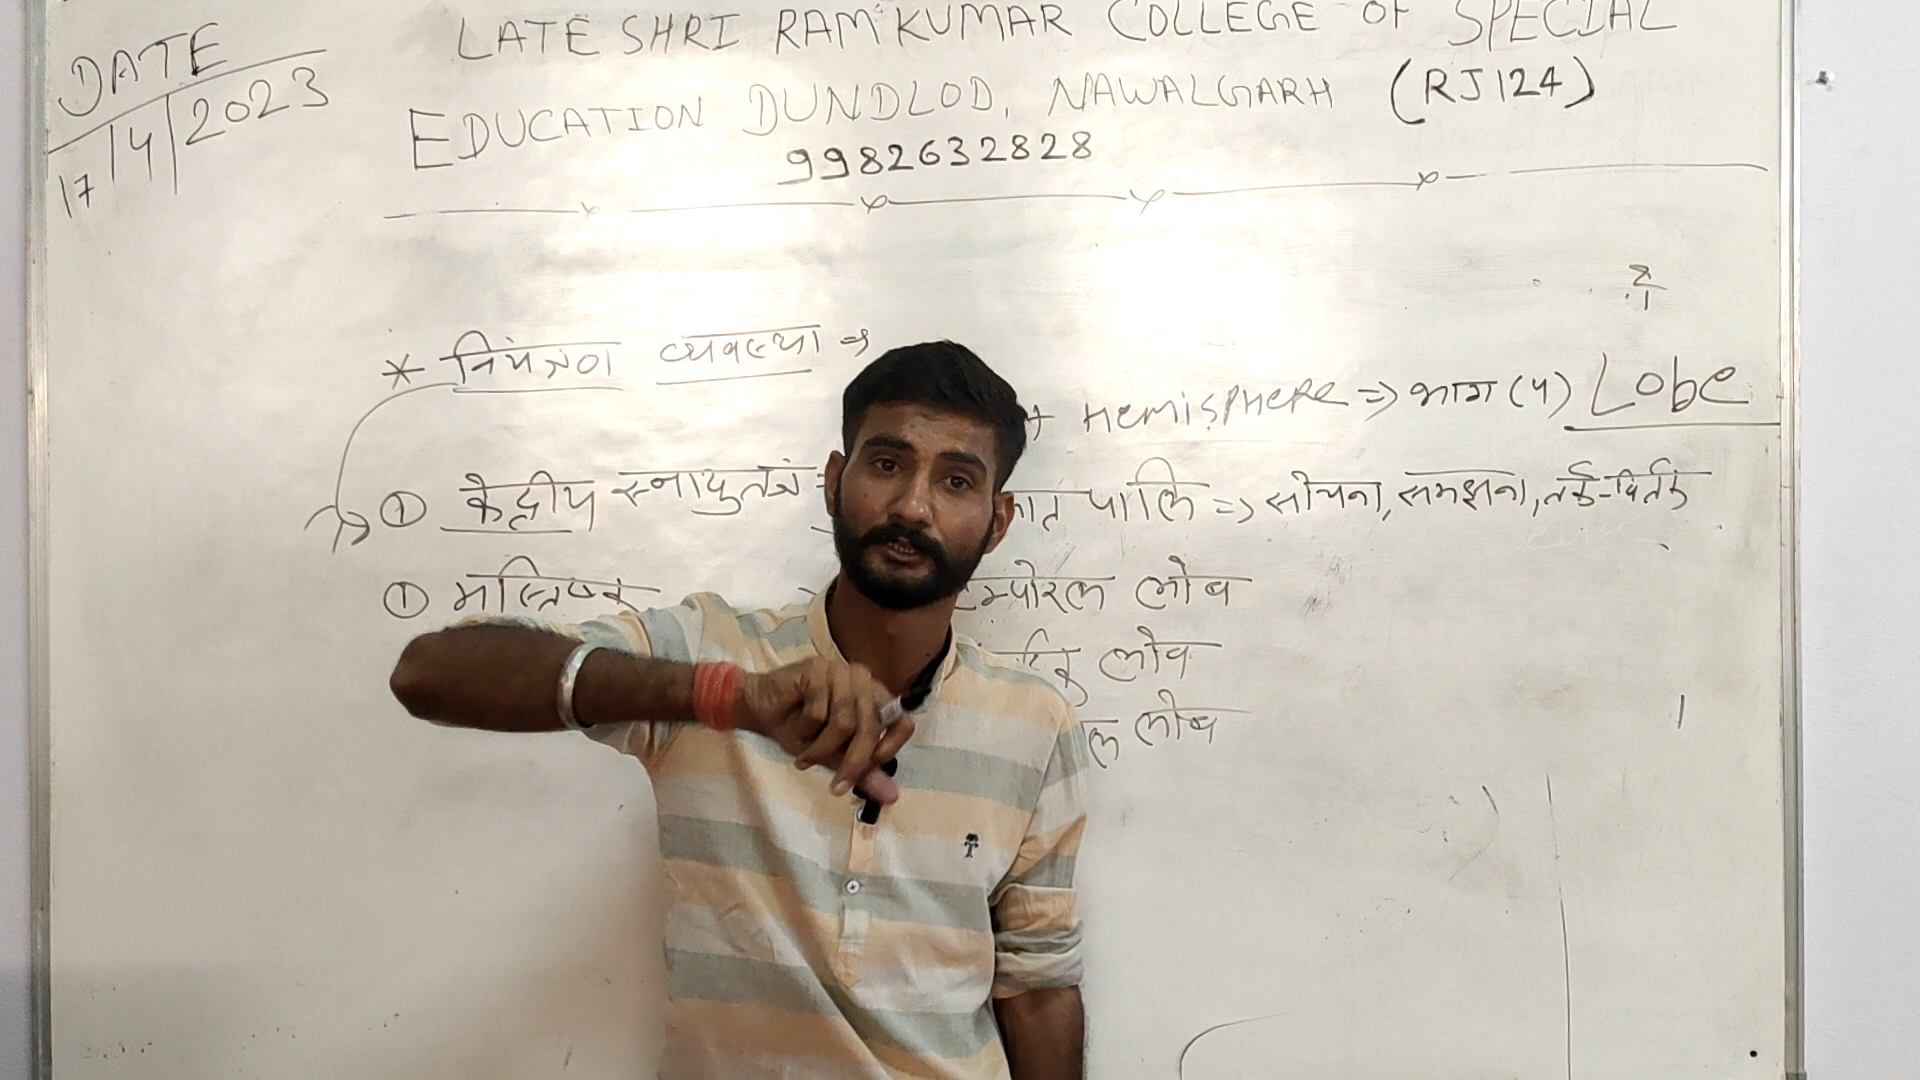 DATE
17/4/2023
LATE SHRI RAM KUMAR COLLEGE OF SPECIAL
EDUCATION DUNDLOD, NAWALGARH (RJ124)
9982632828
* नियंत्रण व्यवस्था ⇒
+ HEMISPHERE ⇒ भाग (4) Lobe
① केंद्रीय स्नायुतंत्र
पालि ⇒ सोचना, समझना, तर्क-वितर्क
① मस्तिष्क
टेम्पोरल लोब
लोब
लोब